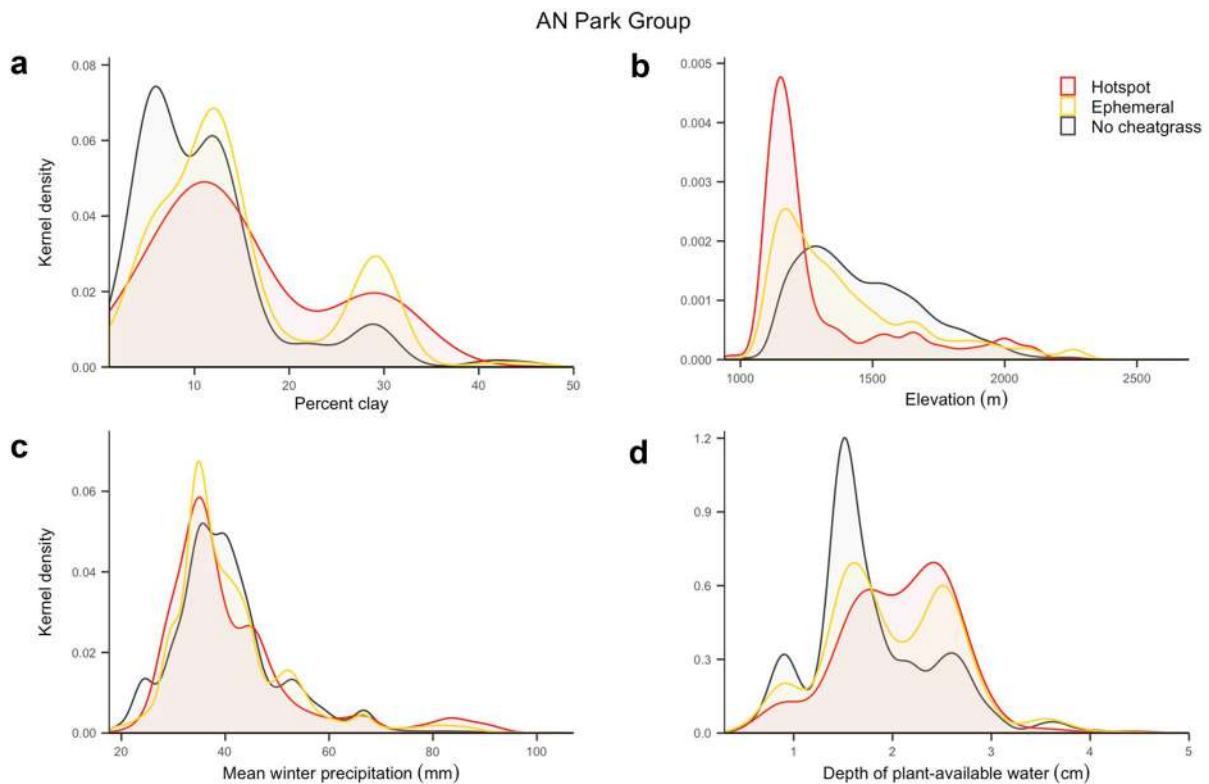 AN Park Group
a
0.08
0.06
0.04
0.02
0.00
Kernel density
10
20
30
40
50
Percent clay
b
0.005
0.004
0.003
0.002
0.001
0.000
1000
1500
2000
2500
Elevation (m)
Hotspot
Ephemeral
No cheatgrass
c
0.06
0.04
0.02
0.00
Kernel density
20
40
60
80
100
Mean winter precipitation (mm)
d
1.2
0.9
0.6
0.3
0.0
1
2
3
4
5
Depth of plant-available water (cm)